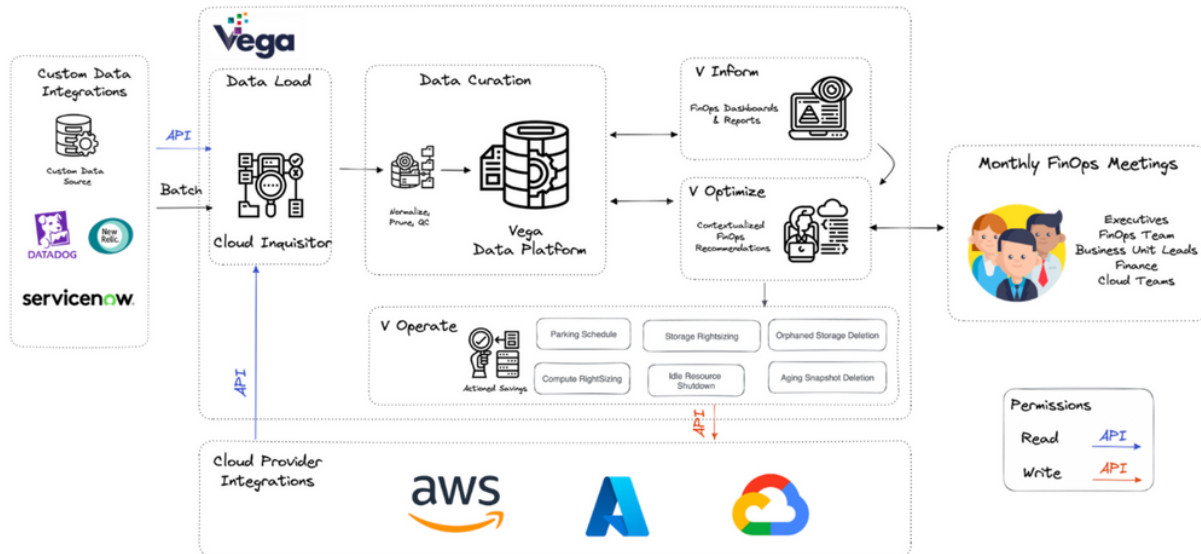 Vega
Custom Data
Integrations
Custom Data
Source
DATADOG
New
Relic.
servicenow.
API
Batch
Data Load
Cloud Inquisitor
Data Curation
Normalize,
Prune, QC
Vega
Data Platform
V Inform
FinOps Dashboards
& Reports
V Optimize
Contextualized
FinOps
Recommendations
Monthly FinOps Meetings
Executives
FinOps Team
Business Unit Leads
Finance
Cloud Teams
V Operate
Actioned Savings
Parking Schedule
Storage Rightsizing
Orphaned Storage Deletion
Compute RightSizing
Idle Resource
Shutdown
Aging Snapshot Deletion
API
API
Cloud Provider
Integrations
aws
Permissions
Read API
Write API